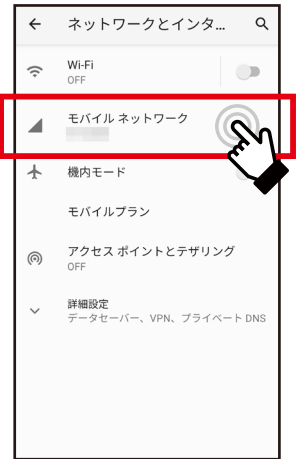 ネットワークとインタ...
Wi-Fi
OFF
モバイル ネットワーク
機内モード
モバイルプラン
アクセス ポイントとテザリング
OFF
詳細設定
データセーバー、VPN、プライベート DNS